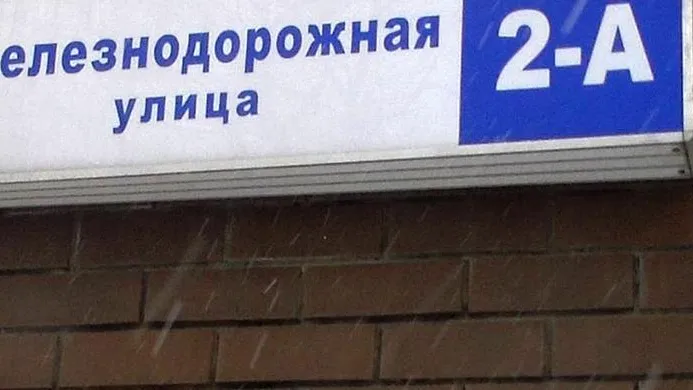 елезнодорожная 2-А
улица